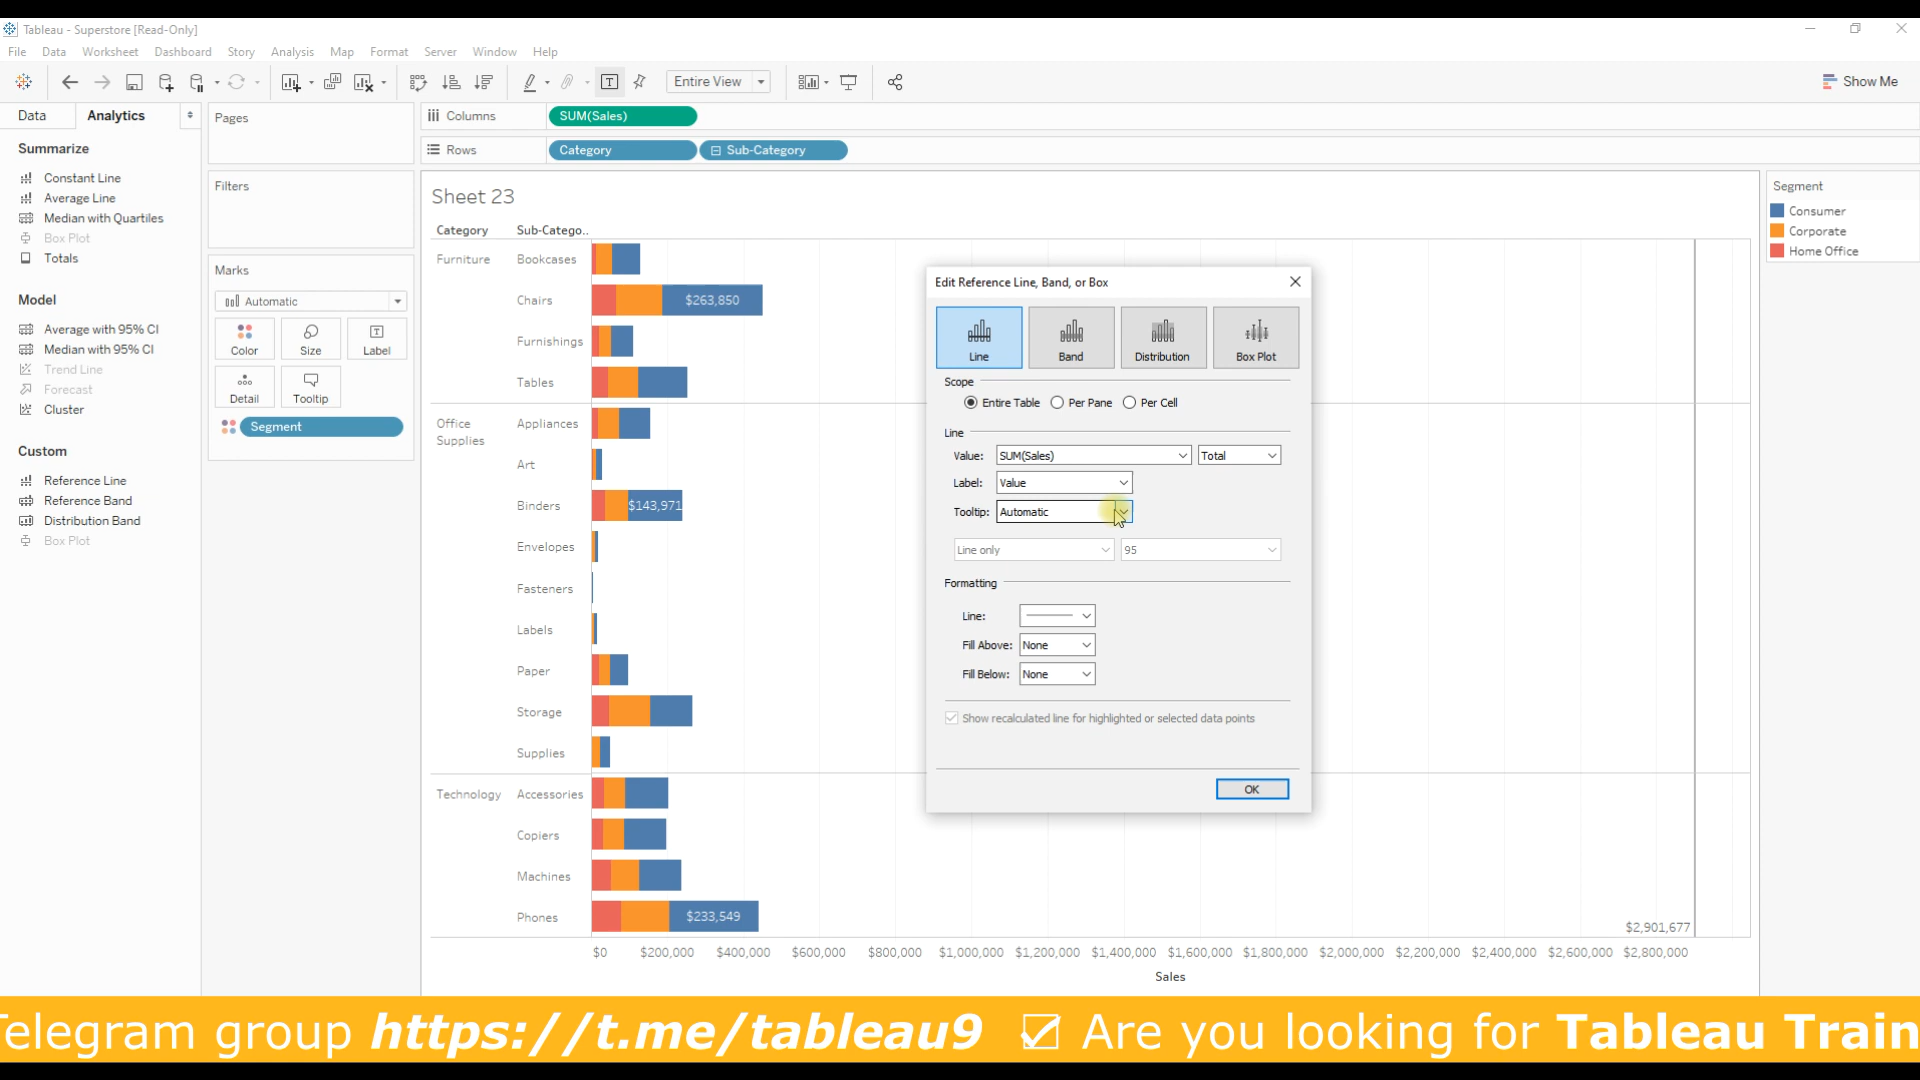 Tableau - Superstore [Read-Only]
File Data Worksheet Dashboard Story Analysis Map Format Server Window Help
Entire View
Show Me
Data Analytics
Summarize
Constant Line
Average Line
Median with Quartiles
Box Plot
Totals
Model
Average with 95% CI
Median with 95% CI
Trend Line
Forecast
Cluster
Custom
Reference Line
Reference Band
Distribution Band
Box Plot
Pages
Filters
Marks
Automatic
Color Size Label
Detail Tooltip
Segment
Columns SUM(Sales)
Rows Category Sub-Category
Sheet 23
Category Sub-Catego..
Furniture Bookcases
Chairs $263,850
Furnishings
Tables
Office Supplies Appliances
Art
Binders $143,971
Envelopes
Fasteners
Labels
Paper
Storage
Supplies
Technology Accessories
Copiers
Machines
Phones $233,549
$2,901,677
$0 $200,000 $400,000 $600,000 $800,000 $1,000,000 $1,200,000 $1,400,000 $1,600,000 $1,800,000 $2,000,000 $2,200,000 $2,400,000 $2,600,000 $2,800,000
Sales
Edit Reference Line, Band, or Box
Line Band Distribution Box Plot
Scope
Entire Table Per Pane Per Cell
Line
Value: SUM(Sales) Total
Label: Value
Tooltip: Automatic
Line only 95
Formatting
Line:
Fill Above: None
Fill Below: None
Show recalculated line for highlighted or selected data points
OK
Segment
Consumer
Corporate
Home Office
Telegram group https://t.me/tableau9 Are you looking for Tableau Train